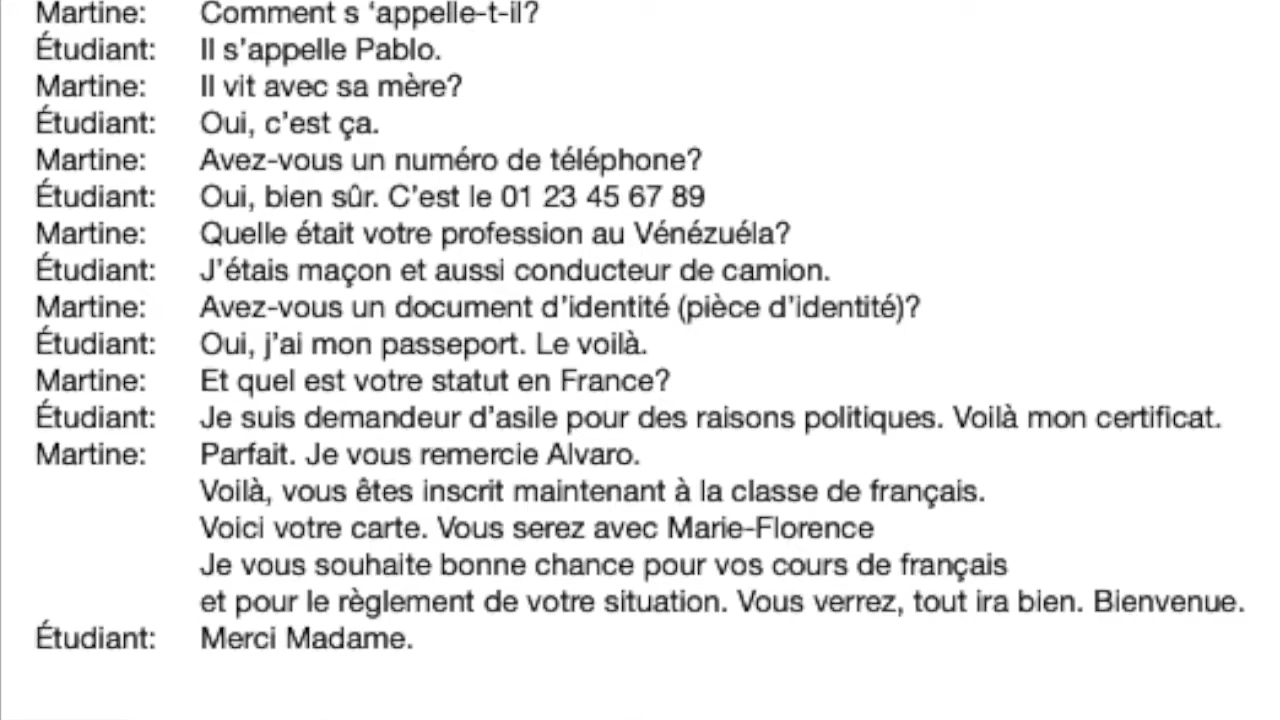 Martine: Comment s ‘appelle-t-il?
Étudiant: Il s’appelle Pablo.
Martine: Il vit avec sa mère?
Étudiant: Oui, c’est ça.
Martine: Avez-vous un numéro de téléphone?
Étudiant: Oui, bien sûr. C’est le 01 23 45 67 89
Martine: Quelle était votre profession au Vénézuéla?
Étudiant: J’étais maçon et aussi conducteur de camion.
Martine: Avez-vous un document d’identité (pièce d’identité)?
Étudiant: Oui, j’ai mon passeport. Le voilà.
Martine: Et quel est votre statut en France?
Étudiant: Je suis demandeur d’asile pour des raisons politiques. Voilà mon certificat.
Martine: Parfait. Je vous remercie Alvaro.
Voilà, vous êtes inscrit maintenant à la classe de français.
Voici votre carte. Vous serez avec Marie-Florence
Je vous souhaite bonne chance pour vos cours de français
et pour le règlement de votre situation. Vous verrez, tout ira bien. Bienvenue.
Étudiant: Merci Madame.